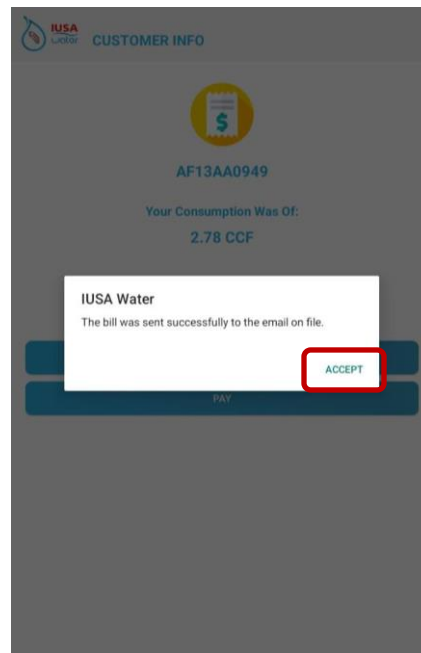 IUSA
Water
CUSTOMER INFO
$
AF13AA0949
Your Consumption Was Of:
2.78 CCF
IUSA Water
The bill was sent successfully to the email on file.
ACCEPT
PAY